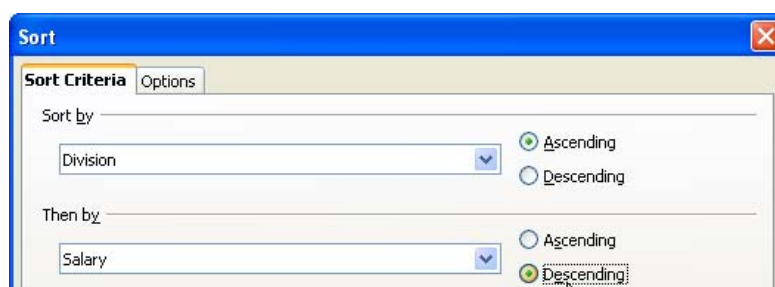 Sort
Sort Criteria Options
Sort by
Ascending
Division
Descending
Then by
Ascending
Salary
Descending